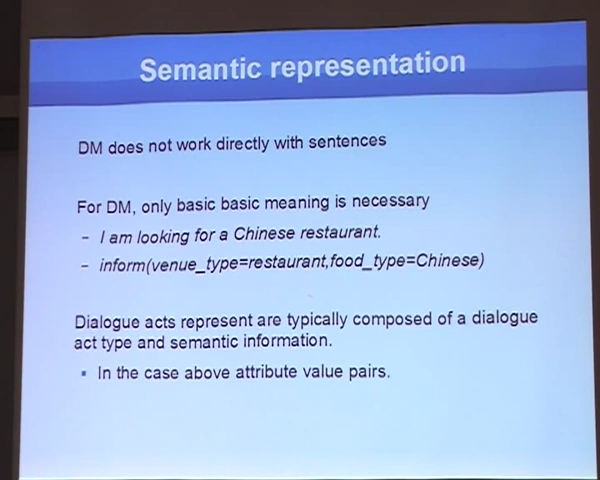 Semantic representation
DM does not work directly with sentences
For DM, only basic basic meaning is necessary
– I am looking for a Chinese restaurant.
– inform(venue_type=restaurant,food_type=Chinese)
Dialogue acts represent are typically composed of a dialogue
act type and semantic information.
▪ In the case above attribute value pairs.